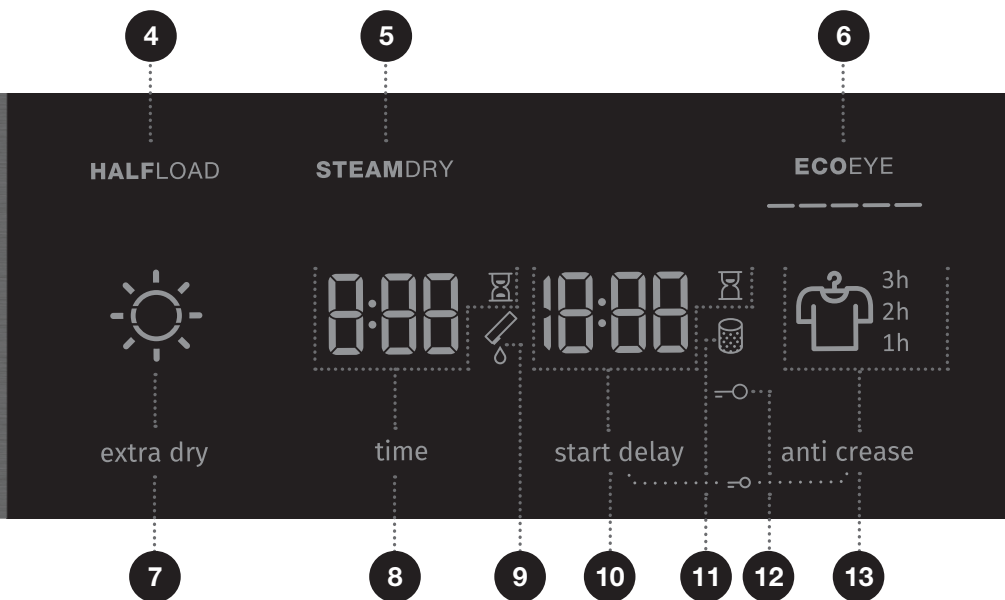 4 5 6
HALFLOAD STEAMDRY ECOEYE
8:88 18:88 3h
2h
1h
extra dry time start delay anti crease
7 8 9 10 11 12 13